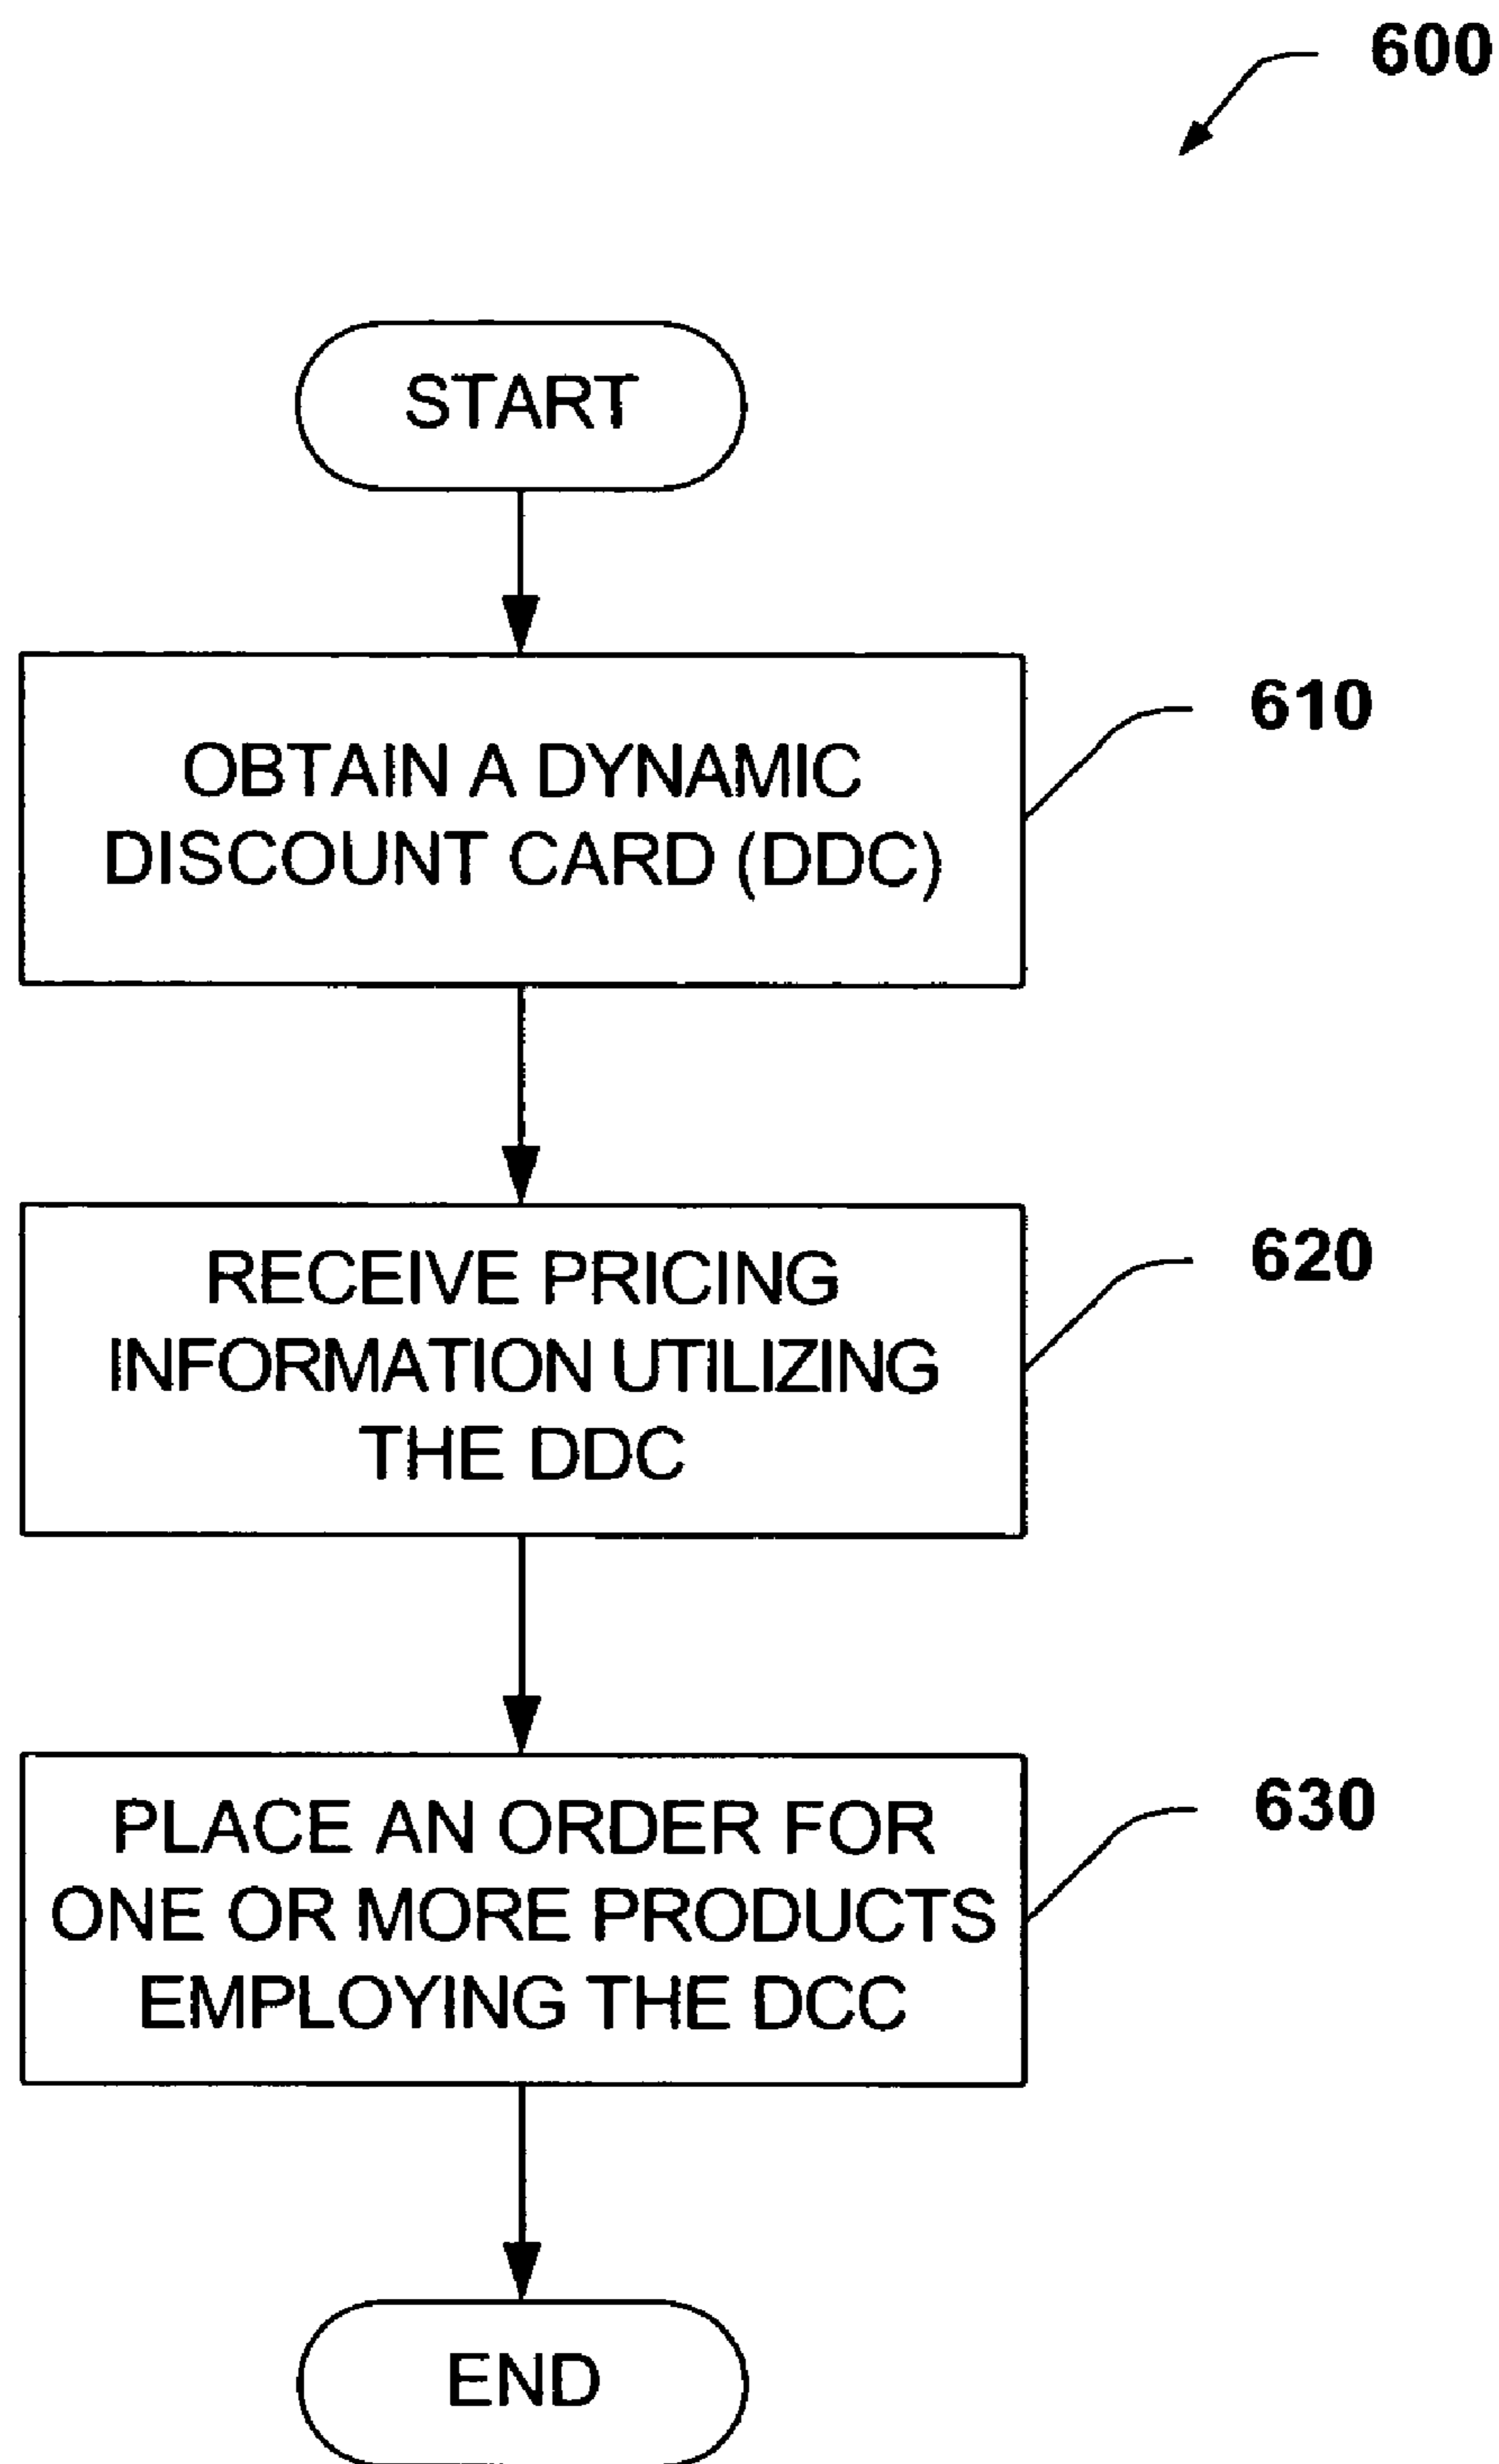 600
START
610
OBTAIN A DYNAMIC
DISCOUNT CARD (DDC)
620
RECEIVE PRICING
INFORMATION UTILIZING
THE DDC
630
PLACE AN ORDER FOR
ONE OR MORE PRODUCTS
EMPLOYING THE DCC
END